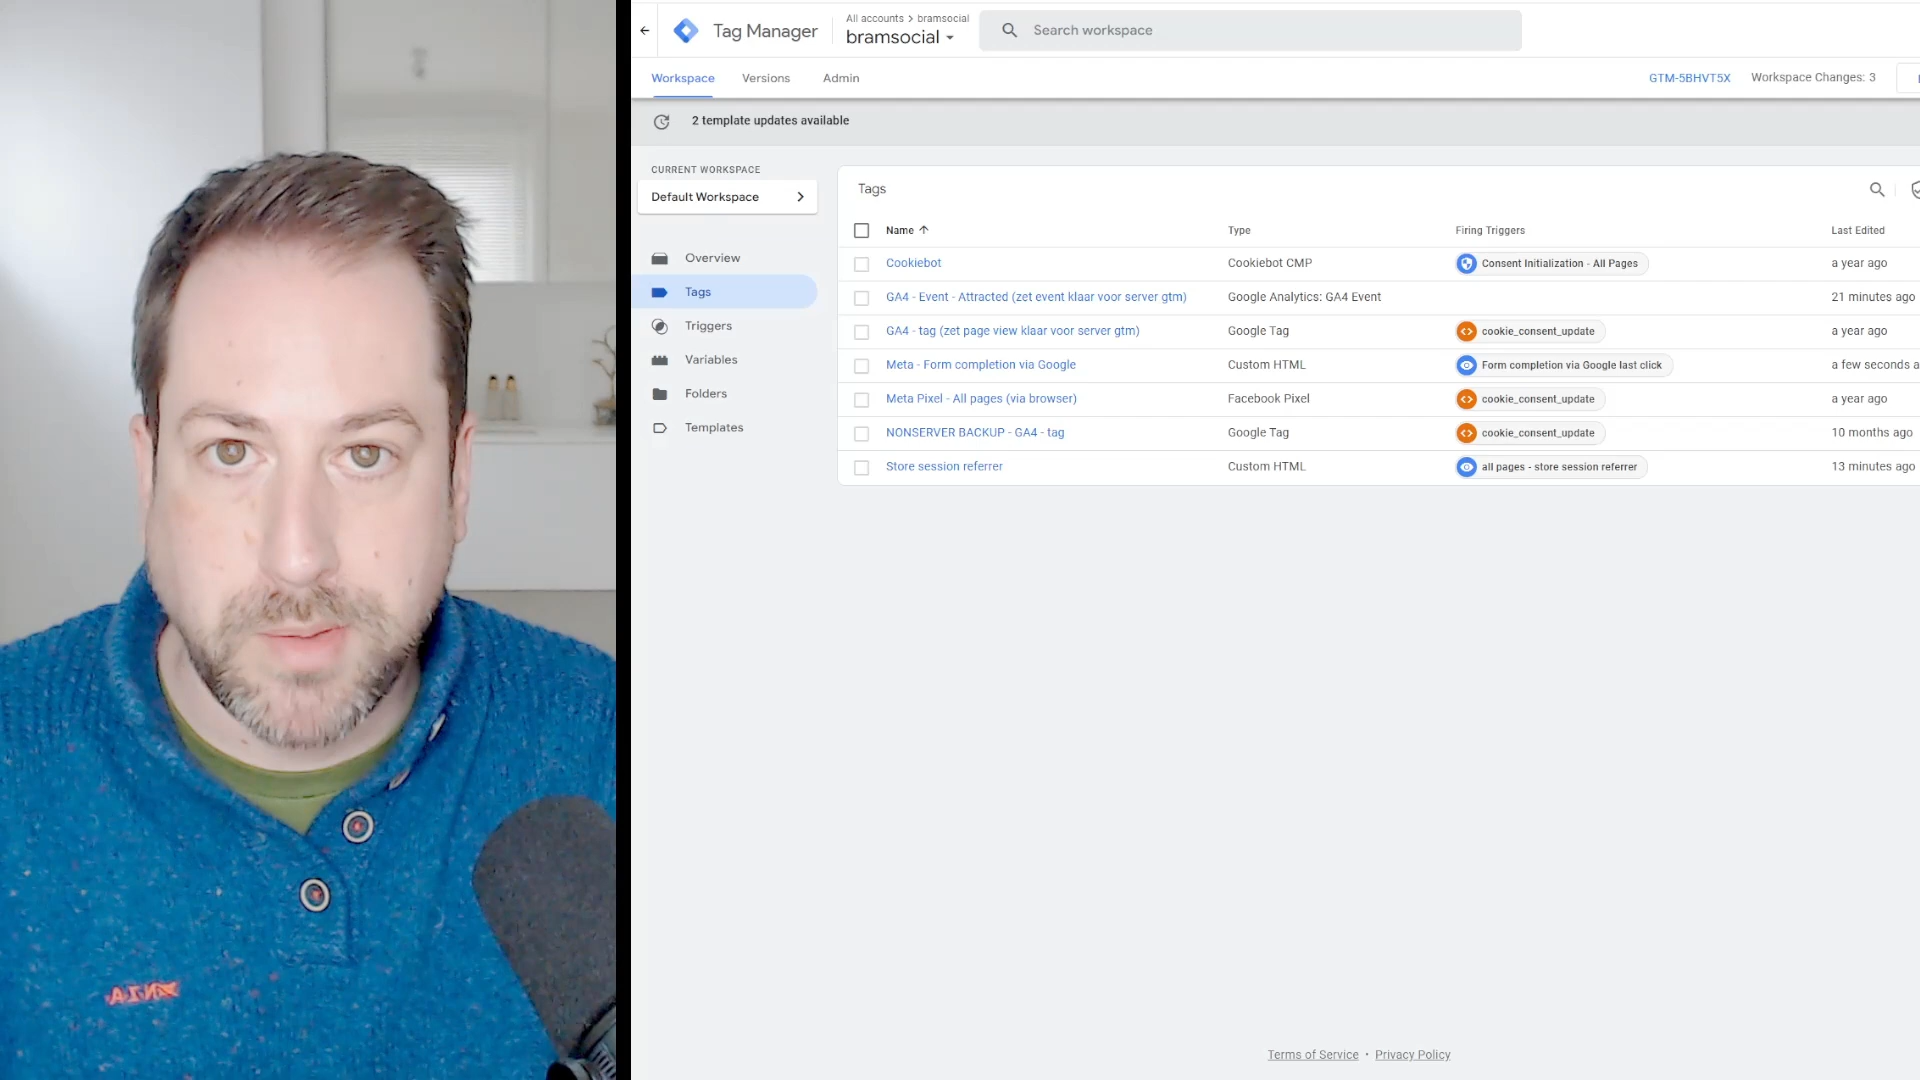 All accounts > bramsocial
Tag Manager
bramsocial
Search workspace
Workspace Versions Admin
GTM-5BHVT5X Workspace Changes: 3
2 template updates available
CURRENT WORKSPACE
Default Workspace
Overview
Tags
Triggers
Variables
Folders
Templates
Tags
Name Type Firing Triggers Last Edited
Cookiebot Cookiebot CMP Consent Initialization - All Pages a year ago
GA4 - Event - Attracted (zet event klaar voor server gtm) Google Analytics: GA4 Event 21 minutes ago
GA4 - tag (zet page view klaar voor server gtm) Google Tag cookie_consent_update a year ago
Meta - Form completion via Google Custom HTML Form completion via Google last click a few seconds a
Meta Pixel - All pages (via browser) Facebook Pixel cookie_consent_update a year ago
NONSERVER BACKUP - GA4 - tag Google Tag cookie_consent_update 10 months ago
Store session referrer Custom HTML all pages - store session referrer 13 minutes ago
Terms of Service • Privacy Policy